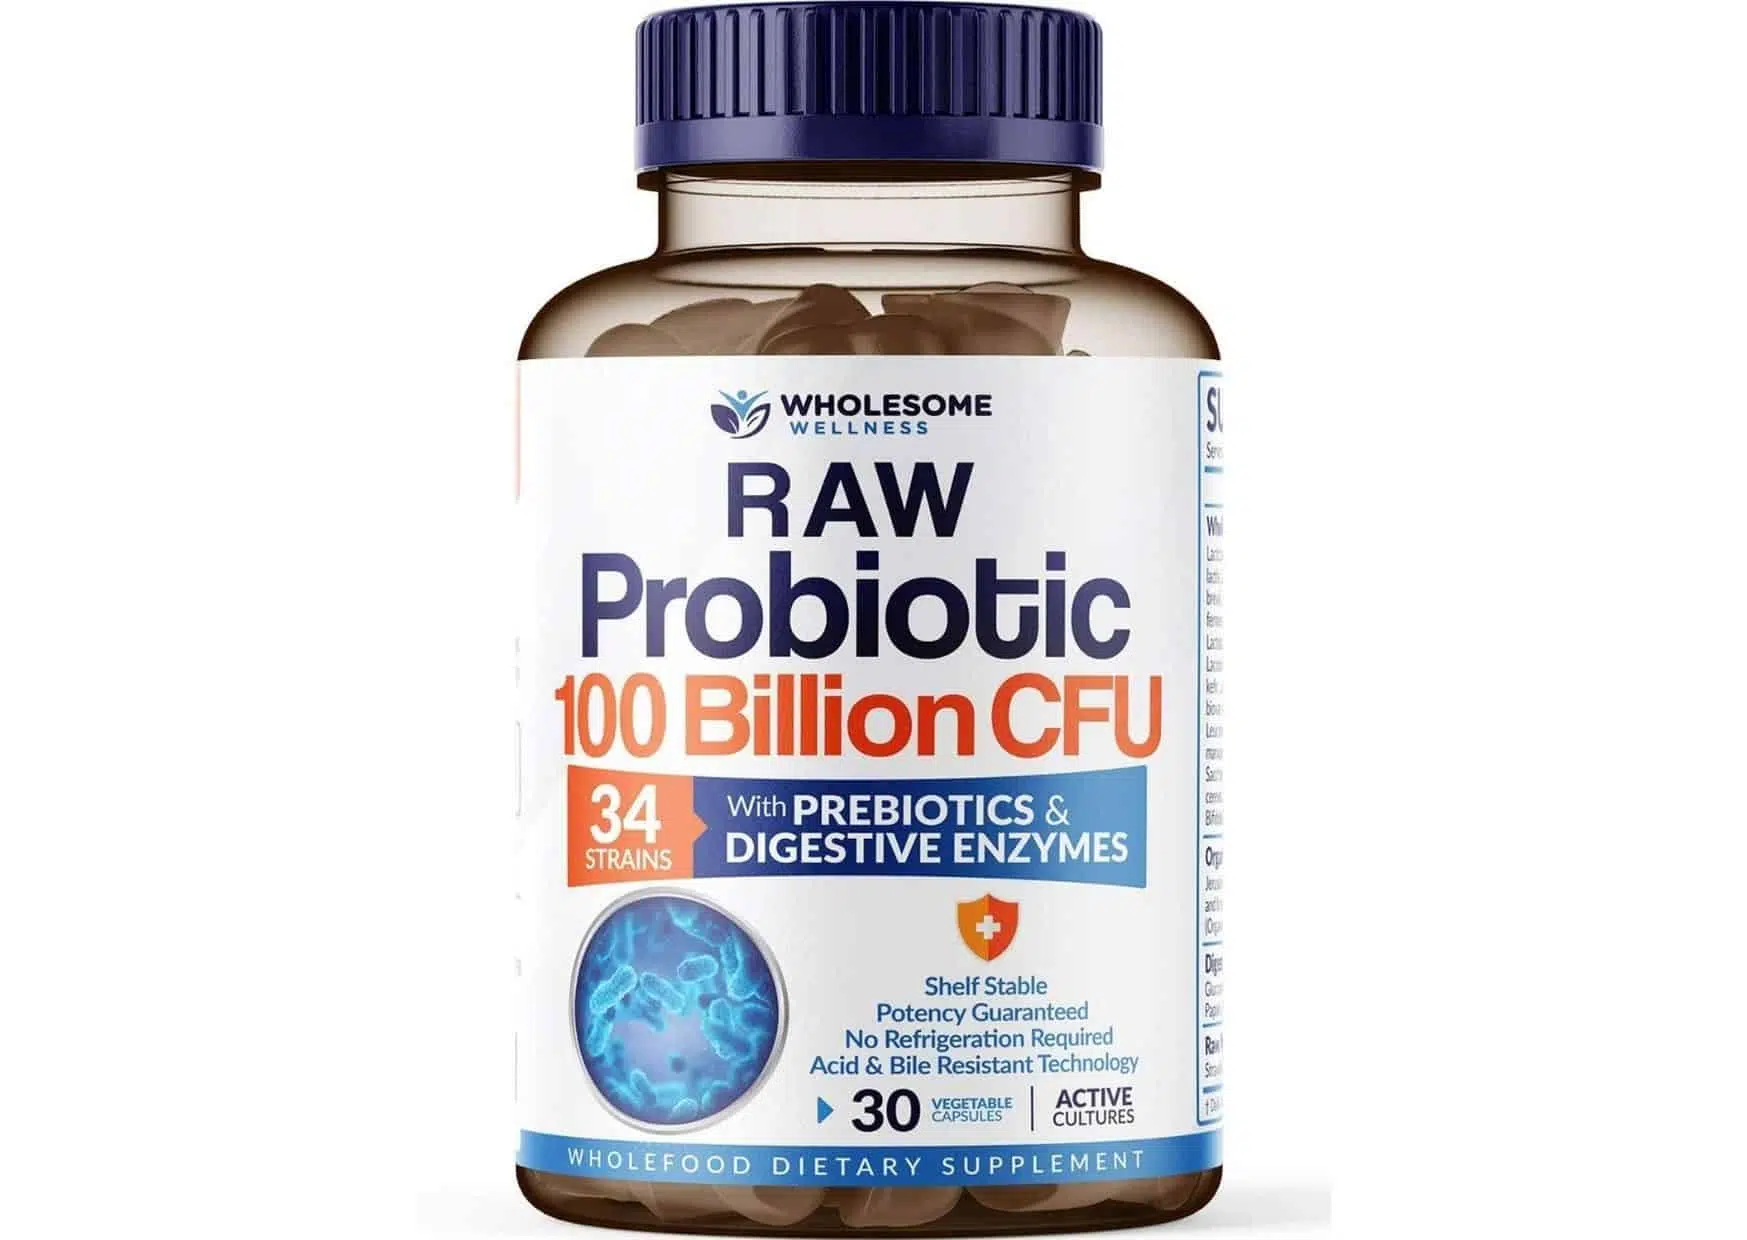 WHOLESOME
WELLNESS
RAW
Probiotic
100 Billion CFU
34
STRAINS
With PREBIOTICS &
DIGESTIVE ENZYMES
Shelf Stable
Potency Guaranteed
No Refrigeration Required
Acid & Bile Resistant Technology
30 VEGETABLE
CAPSULES
ACTIVE
CULTURES
WHOLEFOOD DIETARY SUPPLEMENT